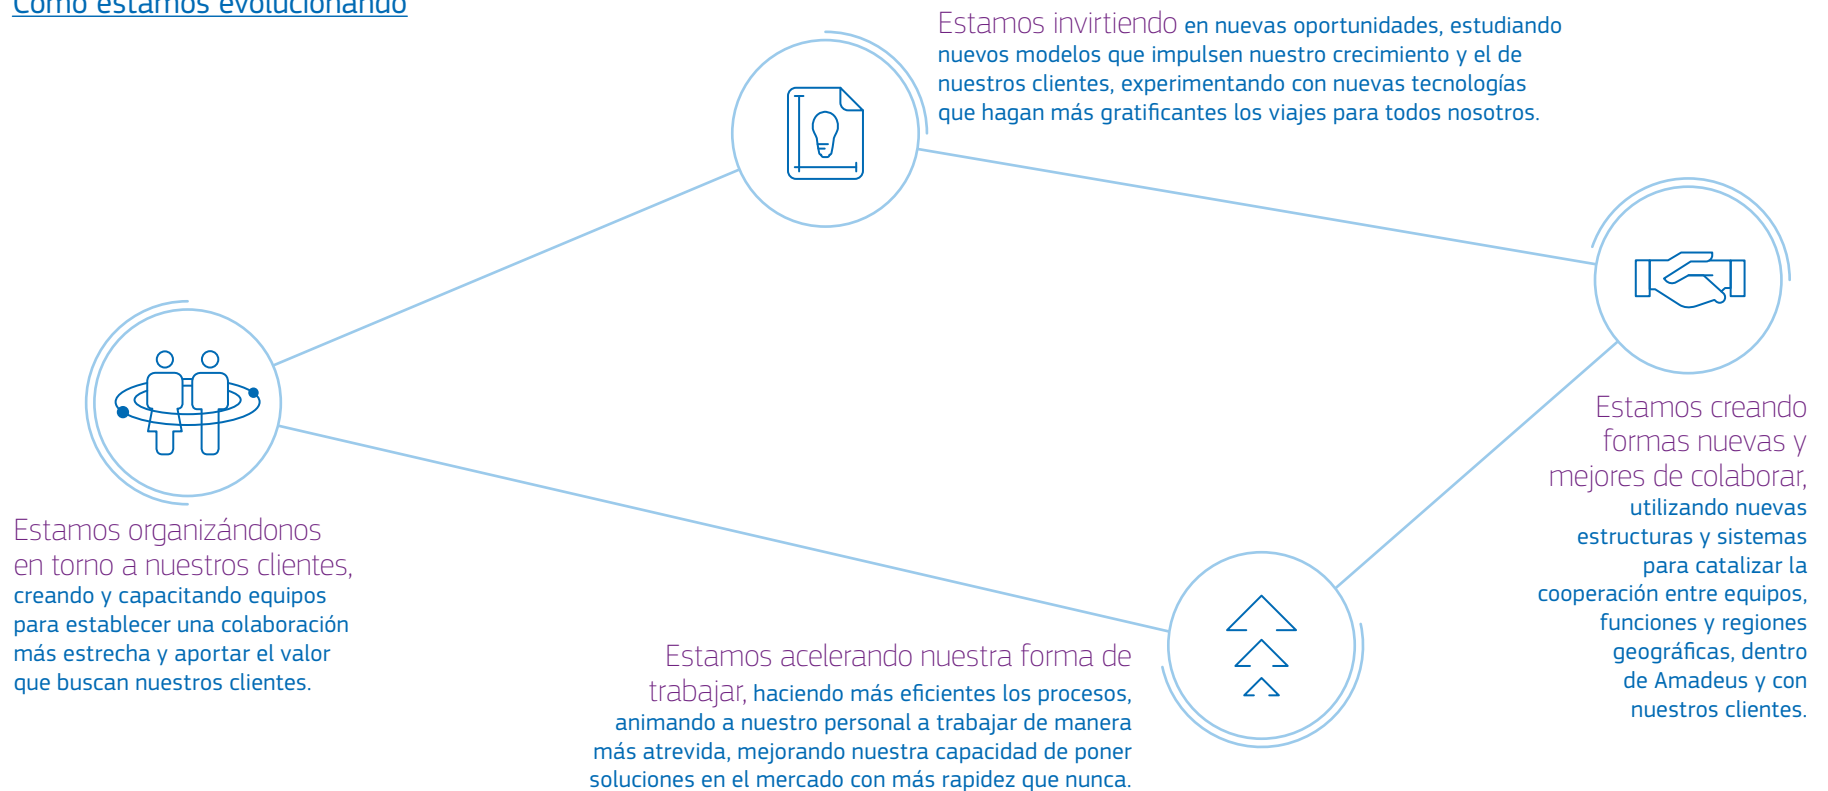 Cómo estamos evolucionando
Estamos invirtiendo en nuevas oportunidades, estudiando
nuevos modelos que impulsen nuestro crecimiento y el de
nuestros clientes, experimentando con nuevas tecnologías
que hagan más gratificantes los viajes para todos nosotros.
Estamos organizándonos
en torno a nuestros clientes,
creando y capacitando equipos
para establecer una colaboración
más estrecha y aportar el valor
que buscan nuestros clientes.
Estamos acelerando nuestra forma de
trabajar, haciendo más eficientes los procesos,
animando a nuestro personal a trabajar de manera
más atrevida, mejorando nuestra capacidad de poner
soluciones en el mercado con más rapidez que nunca.
Estamos creando
formas nuevas y
mejores de colaborar,
utilizando nuevas
estructuras y sistemas
para catalizar la
cooperación entre equipos,
funciones y regiones
geográficas, dentro
de Amadeus y con
nuestros clientes.